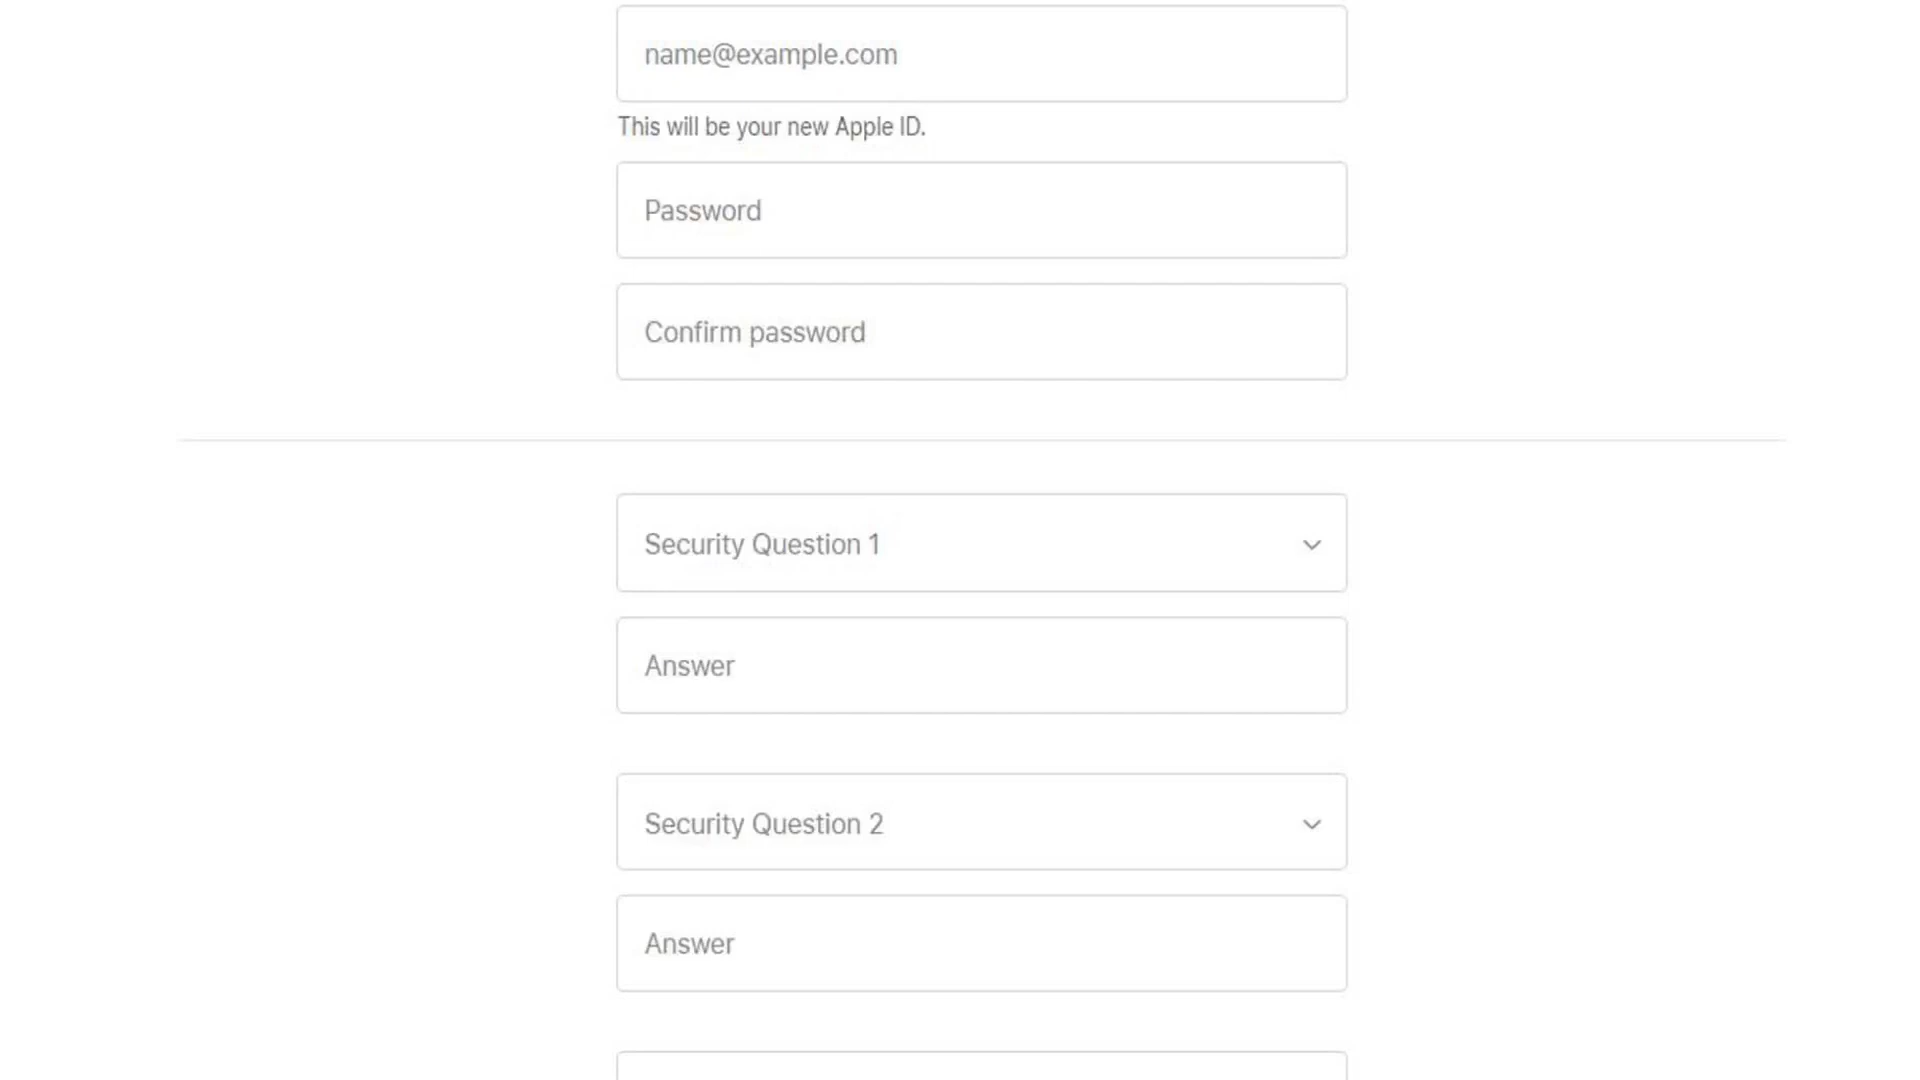 name@example.com
This will be your new Apple ID.
Password
Confirm password
Security Question 1
Answer
Security Question 2
Answer